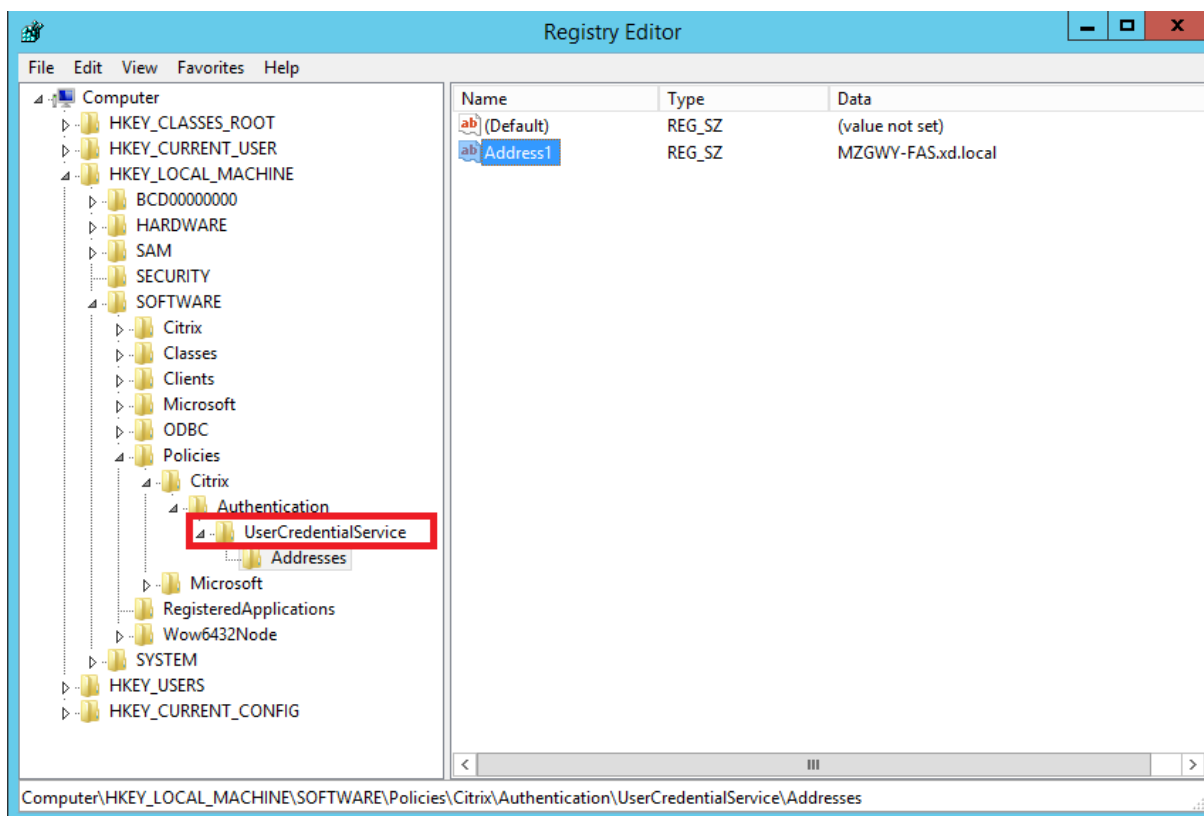 Registry Editor
File Edit View Favorites Help
Computer
HKEY_CLASSES_ROOT
HKEY_CURRENT_USER
HKEY_LOCAL_MACHINE
BCD00000000
HARDWARE
SAM
SECURITY
SOFTWARE
Citrix
Classes
Clients
Microsoft
ODBC
Policies
Citrix
Authentication
UserCredentialService
Addresses
Microsoft
RegisteredApplications
Wow6432Node
SYSTEM
HKEY_USERS
HKEY_CURRENT_CONFIG
Name Type Data
ab (Default) REG_SZ (value not set)
ab Address1 REG_SZ MZGWY-FAS.xd.local
Computer\HKEY_LOCAL_MACHINE\SOFTWARE\Policies\Citrix\Authentication\UserCredentialService\Addresses